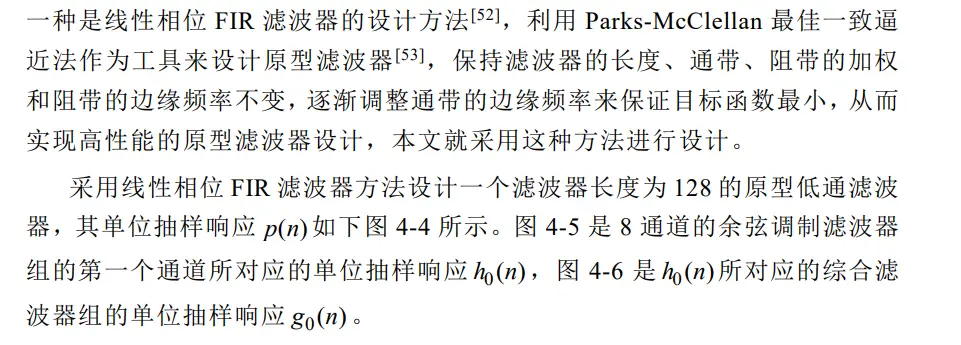 一种是线性相位 FIR 滤波器的设计方法[52]，利用 Parks-McClellan 最佳一致逼
近法作为工具来设计原型滤波器[53]，保持滤波器的长度、通带、阻带的加权
和阻带的边缘频率不变，逐渐调整通带的边缘频率来保证目标函数最小，从而
实现高性能的原型滤波器设计，本文就采用这种方法进行设计。
采用线性相位 FIR 滤波器方法设计一个滤波器长度为 128 的原型低通滤波
器，其单位抽样响应 p(n) 如下图 4-4 所示。图 4-5 是 8 通道的余弦调制滤波器
组的第一个通道所对应的单位抽样响应 h₀(n)，图 4-6 是 h₀(n) 所对应的综合滤
波器组的单位抽样响应 g₀(n)。